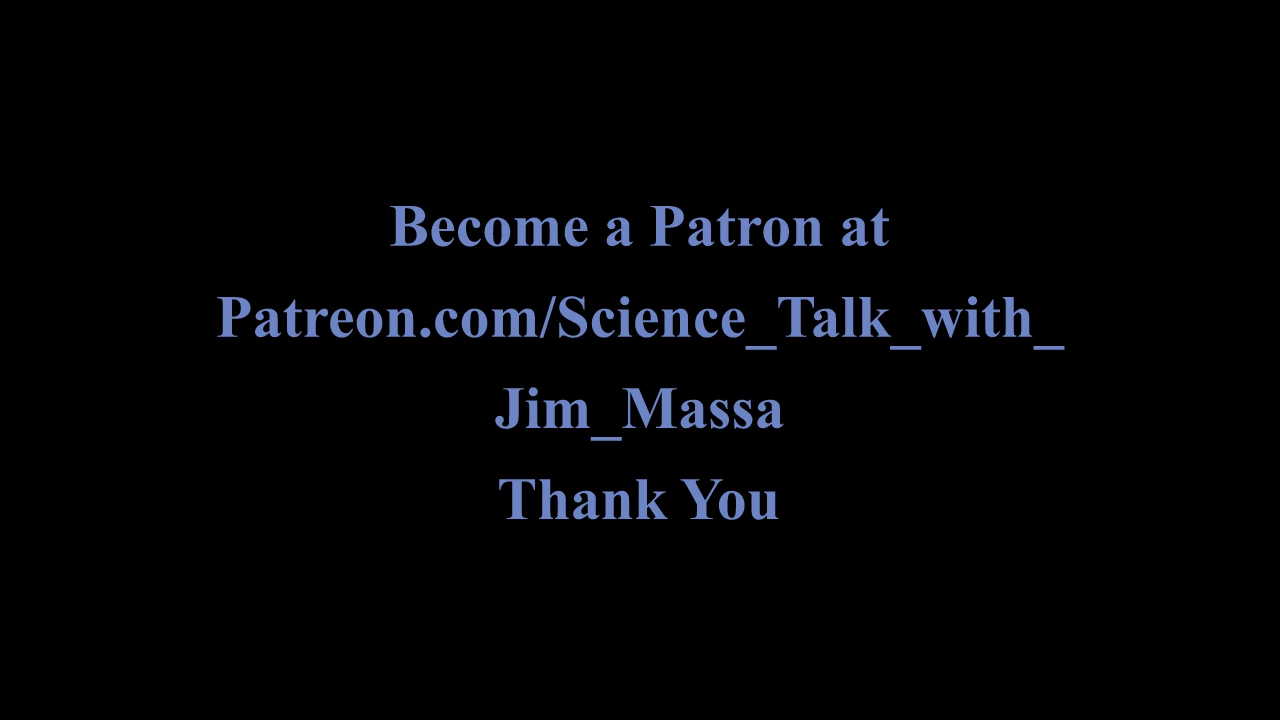 Become a Patron at
Patreon.com/Science_Talk_with_
Jim_Massa
Thank You